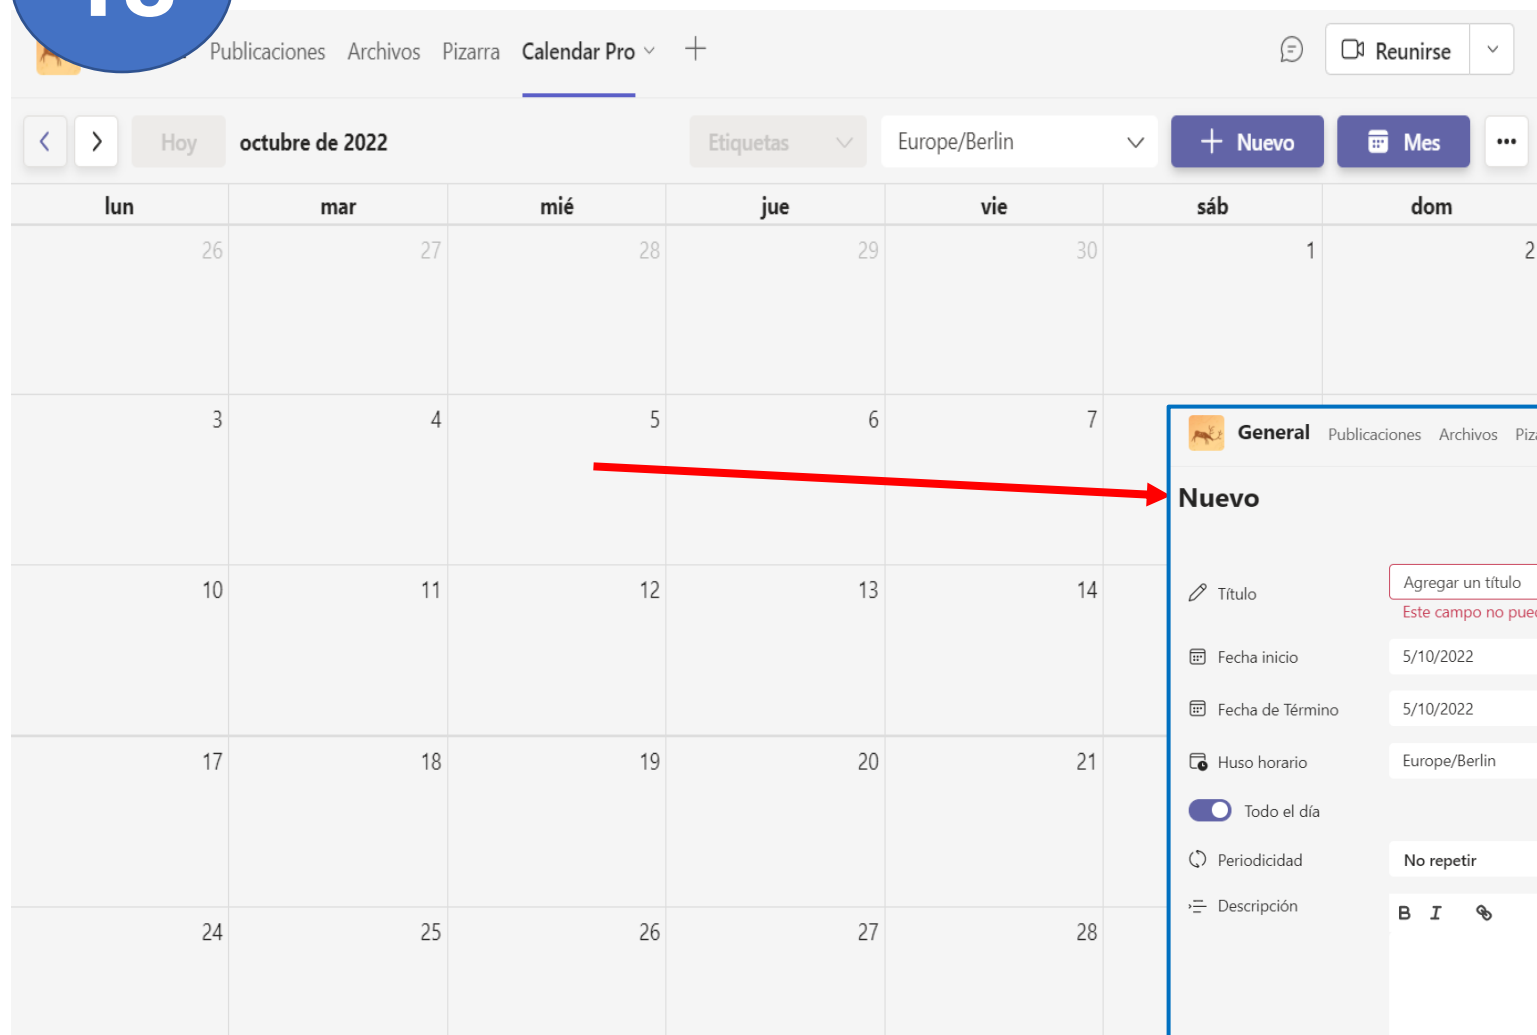 Publicaciones Archivos Pizarra Calendar Pro
Reunirse
Hoy octubre de 2022 Etiquetas Europe/Berlin Nuevo Mes
lun mar mié jue vie sáb dom
26 27 28 29 30 1 2
3 4 5 6 7
General Publicaciones Archivos
Nuevo
10 11 12 13 14
Título Agregar un título
Este campo no
Fecha inicio 5/10/2022
Fecha de Término 5/10/2022
17 18 19 20 21
Huso horario Europe/Berlin
Todo el día
Periodicidad No repetir
Descripción B I
24 25 26 27 28